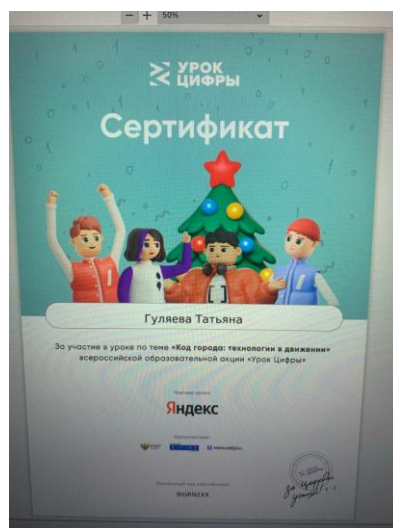 50%
УРОК
ЦИФРЫ
Сертификат
Гуляева Татьяна
За участие в уроке по теме «Код города: технологии в движении»
всероссийской образовательной акции «Урок Цифры»
Яндекс
Организаторы